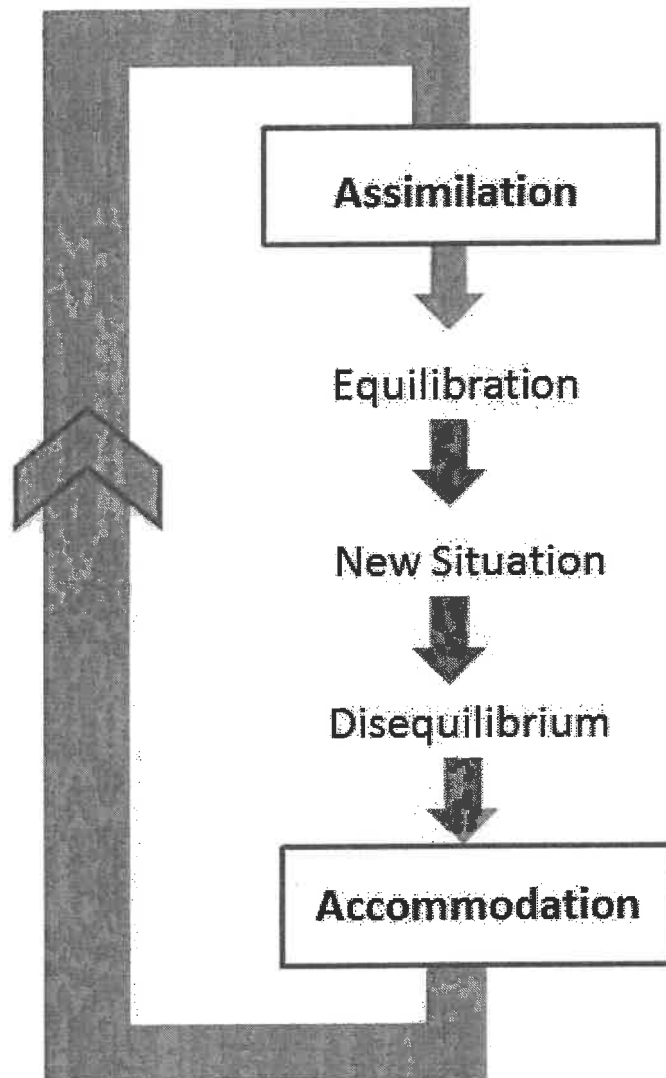 Assimilation
Equilibration
New Situation
Disequilibrium
Accommodation